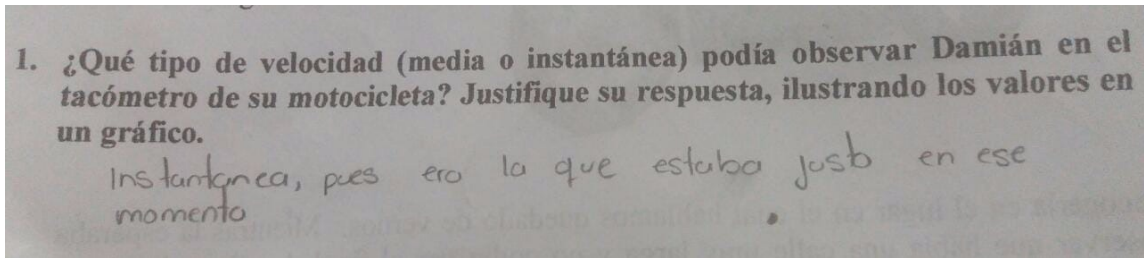 1. ¿Qué tipo de velocidad (media o instantánea) podía observar Damián en el
tacómetro de su motocicleta? Justifique su respuesta, ilustrando los valores en
un gráfico.
Instantanea, pues era la que estaba justo en ese
momento